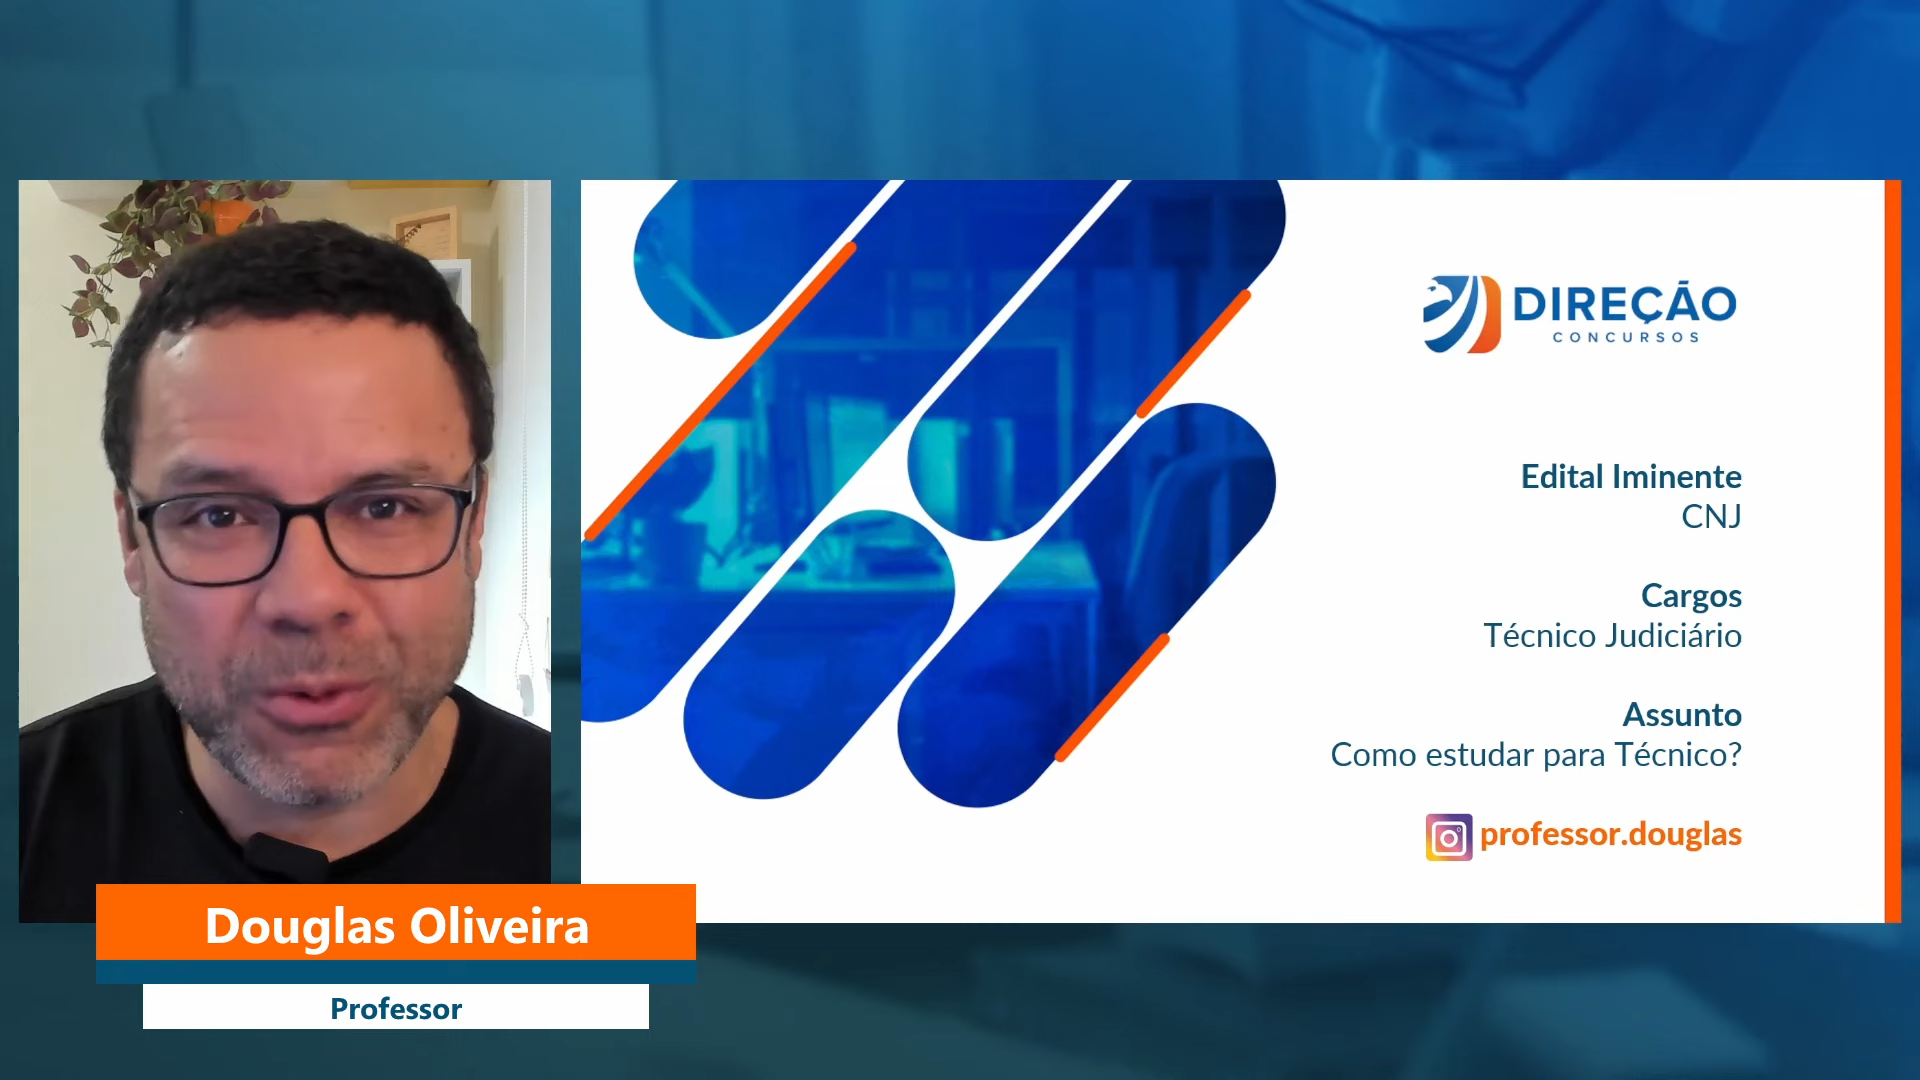 DIREÇÃO
CONCURSOS
Edital Iminente
CNJ
Cargos
Técnico Judiciário
Assunto
Como estudar para Técnico?
professor.douglas
Douglas Oliveira
Professor